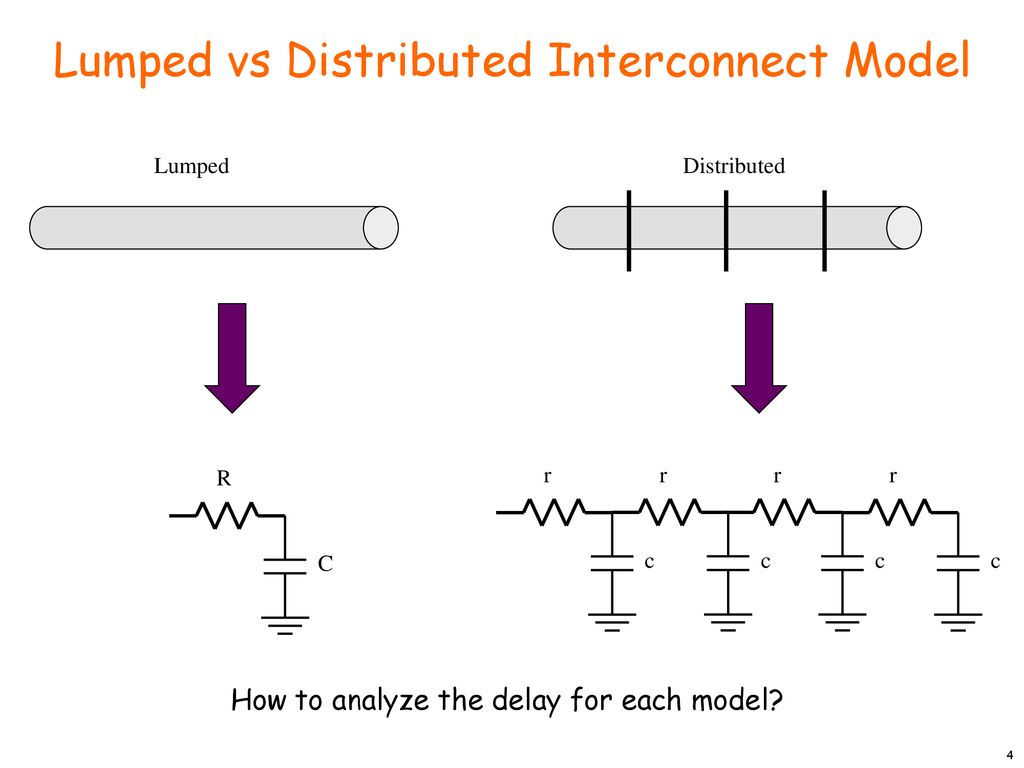 Lumped vs Distributed Interconnect Model
Lumped
Distributed
R
C
r r r r
c c c c
How to analyze the delay for each model?
4